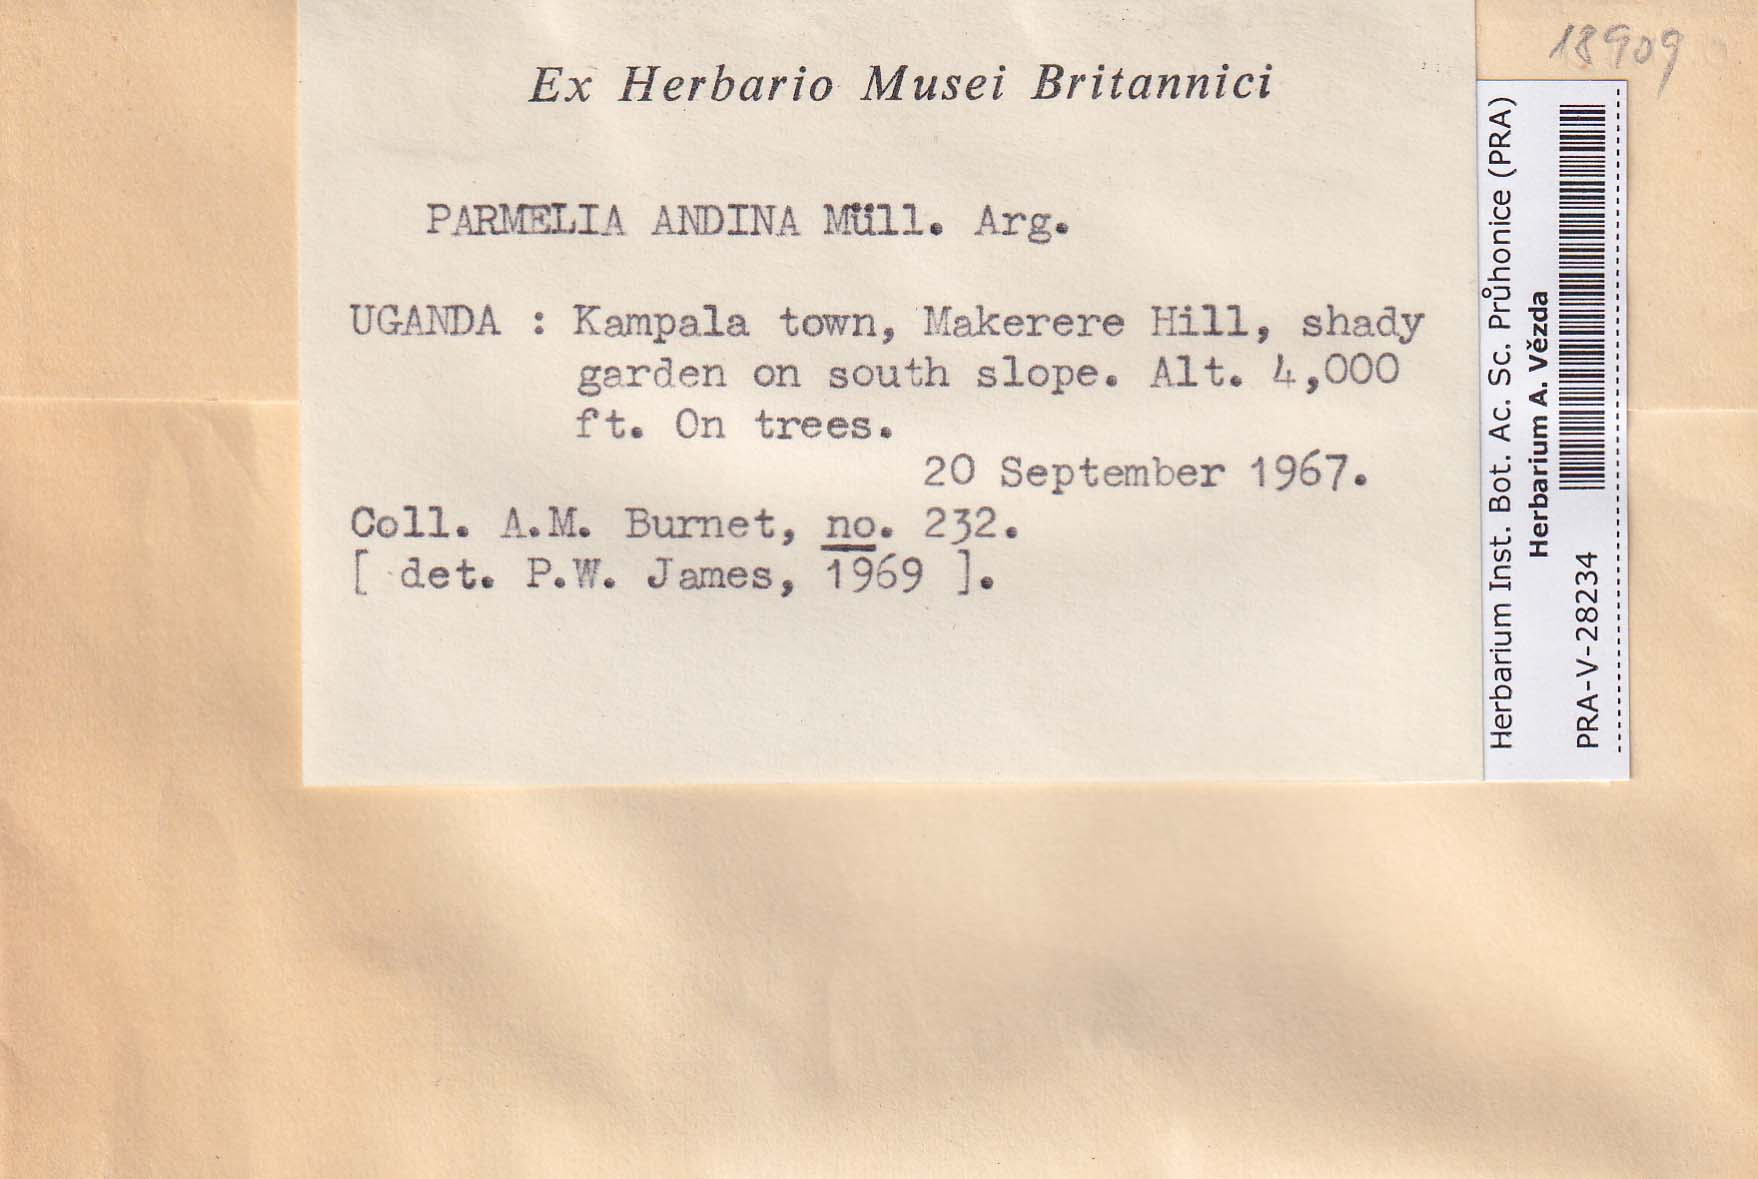 Ex Herbario Musei Britannici
PARMELIA ANDINA Müll. Arg.
UGANDA : Kampala town, Makerere Hill, shady
garden on south slope. Alt. 4,000
ft. On trees.
20 September 1967.
Coll. A.M. Burnet, no. 232.
[ det. P.W. James, 1969 ].
18909
Herbarium Inst. Bot. Ac. Sc. Průhonice (PRA)
Herbarium A. Vězda
PRA-V-28234